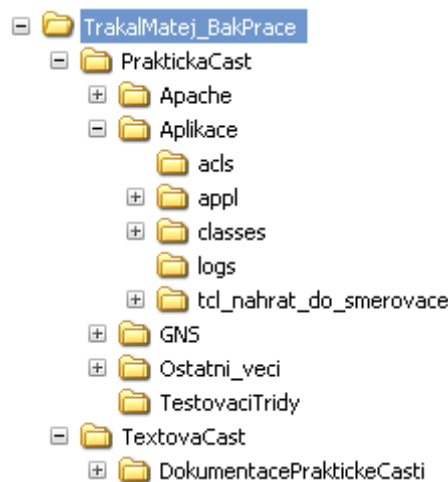 TrakalMatej_BakPrace
PraktickaCast
Apache
Aplikace
acls
appl
classes
logs
tcl_nahrat_do_smerovace
GNS
Ostatni_veci
TestovaciTridy
TextovaCast
DokumentacePraktickeCasti